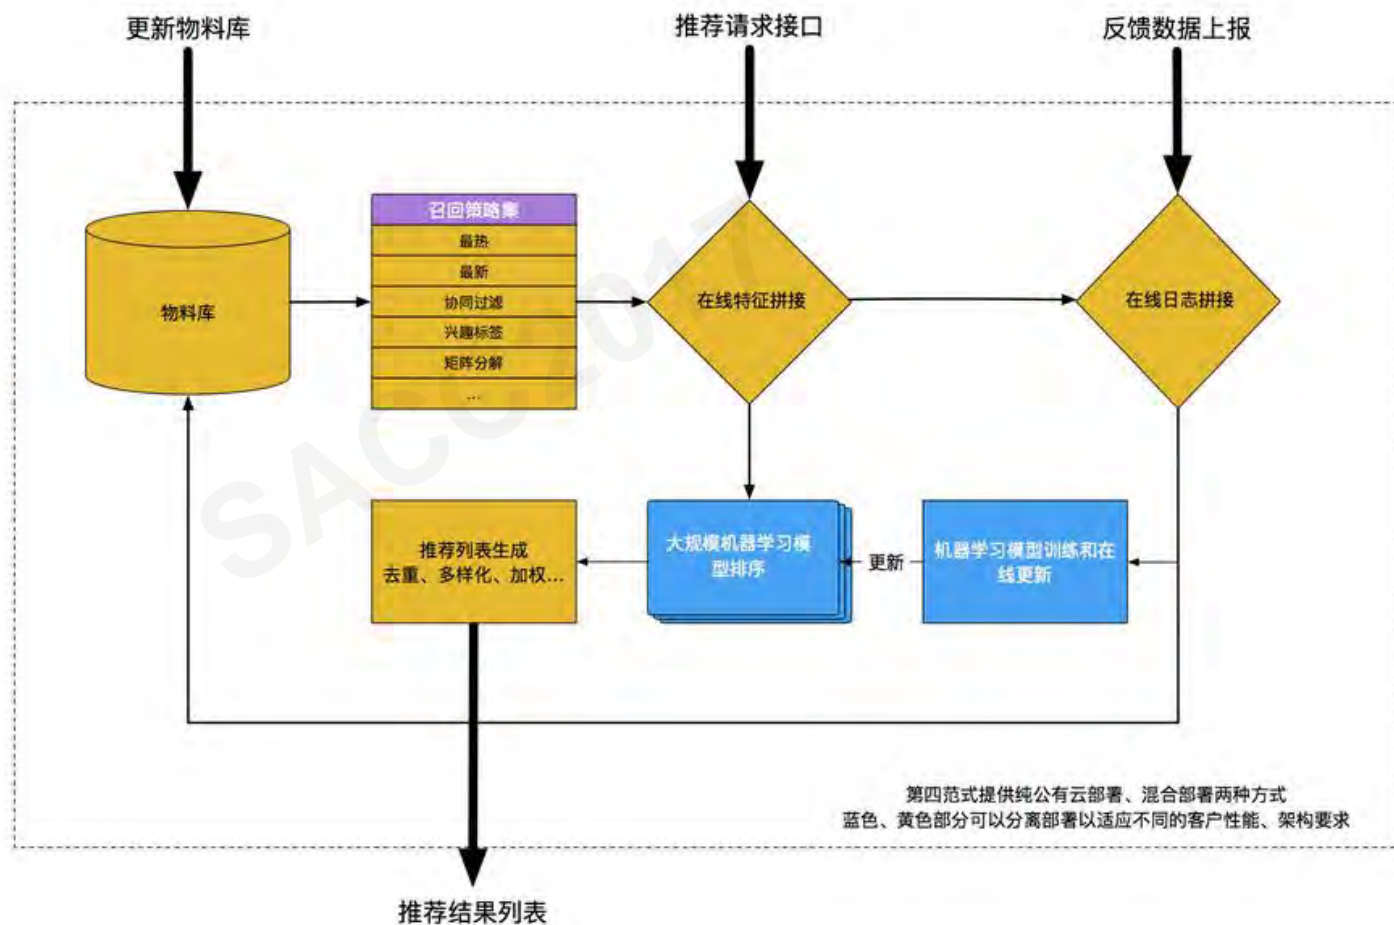 更新物料库
推荐请求接口
反馈数据上报
物料库
召回策略集
最热
最新
协同过滤
兴趣标签
矩阵分解
...
在线特征拼接
在线日志拼接
推荐列表生成
去重、多样化、加权...
大规模机器学习模
型排序
更新
机器学习模型训练和在
线更新
第四范式提供纯公有云部署、混合部署两种方式
蓝色、黄色部分可以分离部署以适应不同的客户性能、架构要求
推荐结果列表
SACC2017